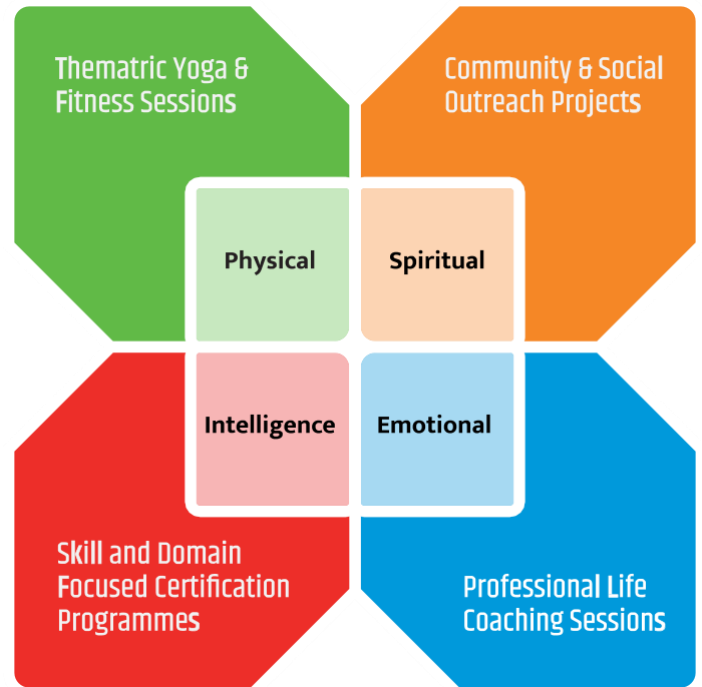 Thematric Yoga &
Fitness Sessions
Community & Social
Outreach Projects
Physical
Spiritual
Intelligence
Emotional
Skill and Domain
Focused Certification
Programmes
Professional Life
Coaching Sessions